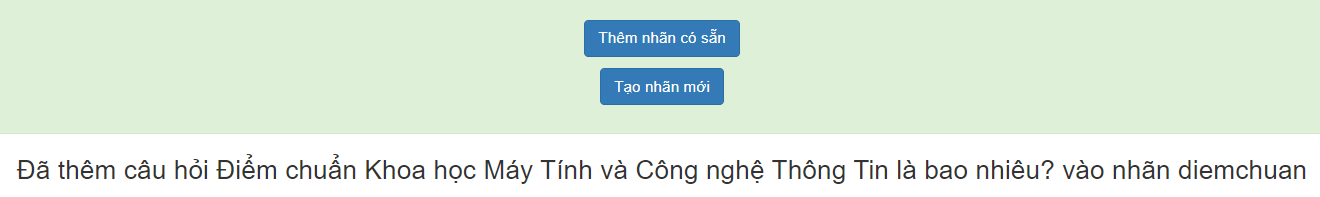 Thêm nhãn có sẵn
Tạo nhãn mới
Đã thêm câu hỏi Điểm chuẩn Khoa học Máy Tính và Công nghệ Thông Tin là bao nhiêu? vào nhãn diemchuan